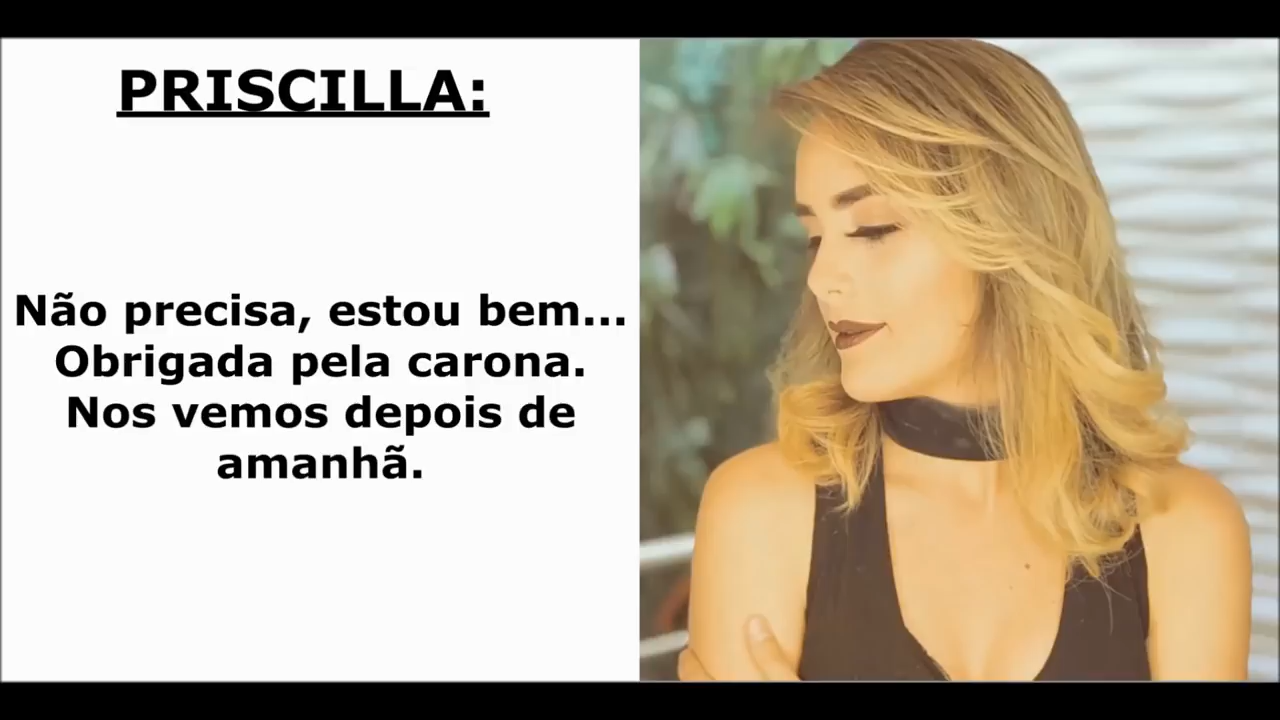 PRISCILLA:
Não precisa, estou bem...
Obrigada pela carona.
Nos vemos depois de
amanhã.